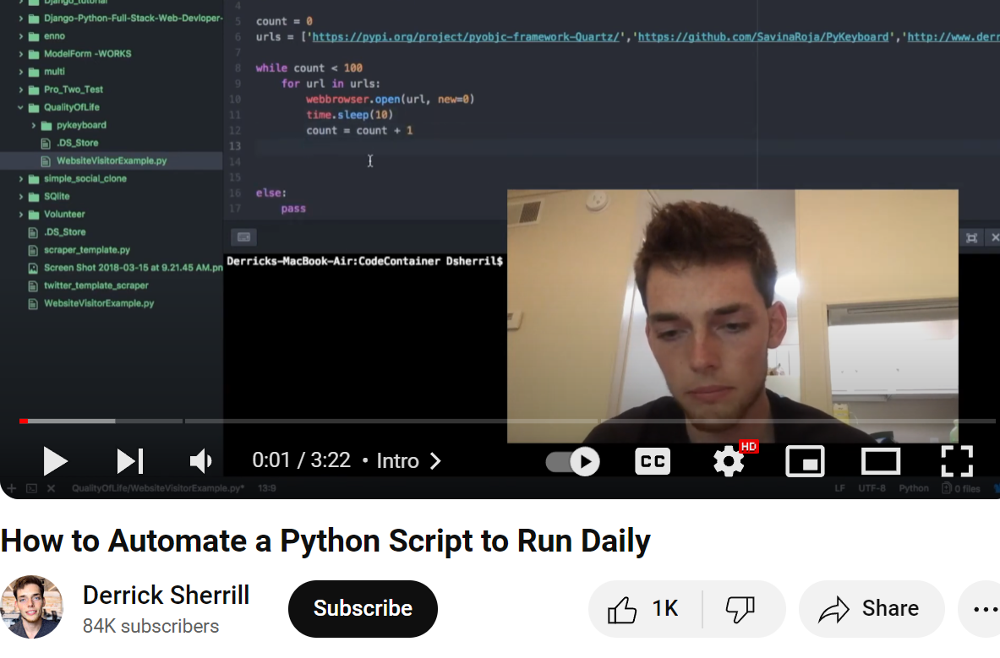 Django_tutorial
Django-Python-Full-Stack-Web-Devloper-
enno
ModelForm -WORKS
multi
Pro_Two_Test
QualityOfLife
pykeyboard
.DS_Store
WebsiteVisitorExample.py
simple_social_clone
SQlite
Volunteer
.DS_Store
scraper_template.py
Screen Shot 2018-03-15 at 9.21.45 AM.pn
twitter_template_scraper
WebsiteVisitorExample.py
4
5 count = 0
6 urls = ['https://pypi.org/project/pyobjc-framework-Quartz/','https://github.com/SavinaRoja/PyKeyboard','http://www.derr
7
8 while count < 100
9 for url in urls:
10 webbrowser.open(url, new=0)
11 time.sleep(10)
12 count = count + 1
13
14
15
16 else:
17 pass
Derricks-MacBook-Air:CodeContainer Dsherril$
0:01 / 3:22 • Intro
CC
HD
QualityOfLife/WebsiteVisitorExample.py* 13:9
LF UTF-8 Python 0 files
How to Automate a Python Script to Run Daily
Derrick Sherrill
84K subscribers
Subscribe
1K
Share